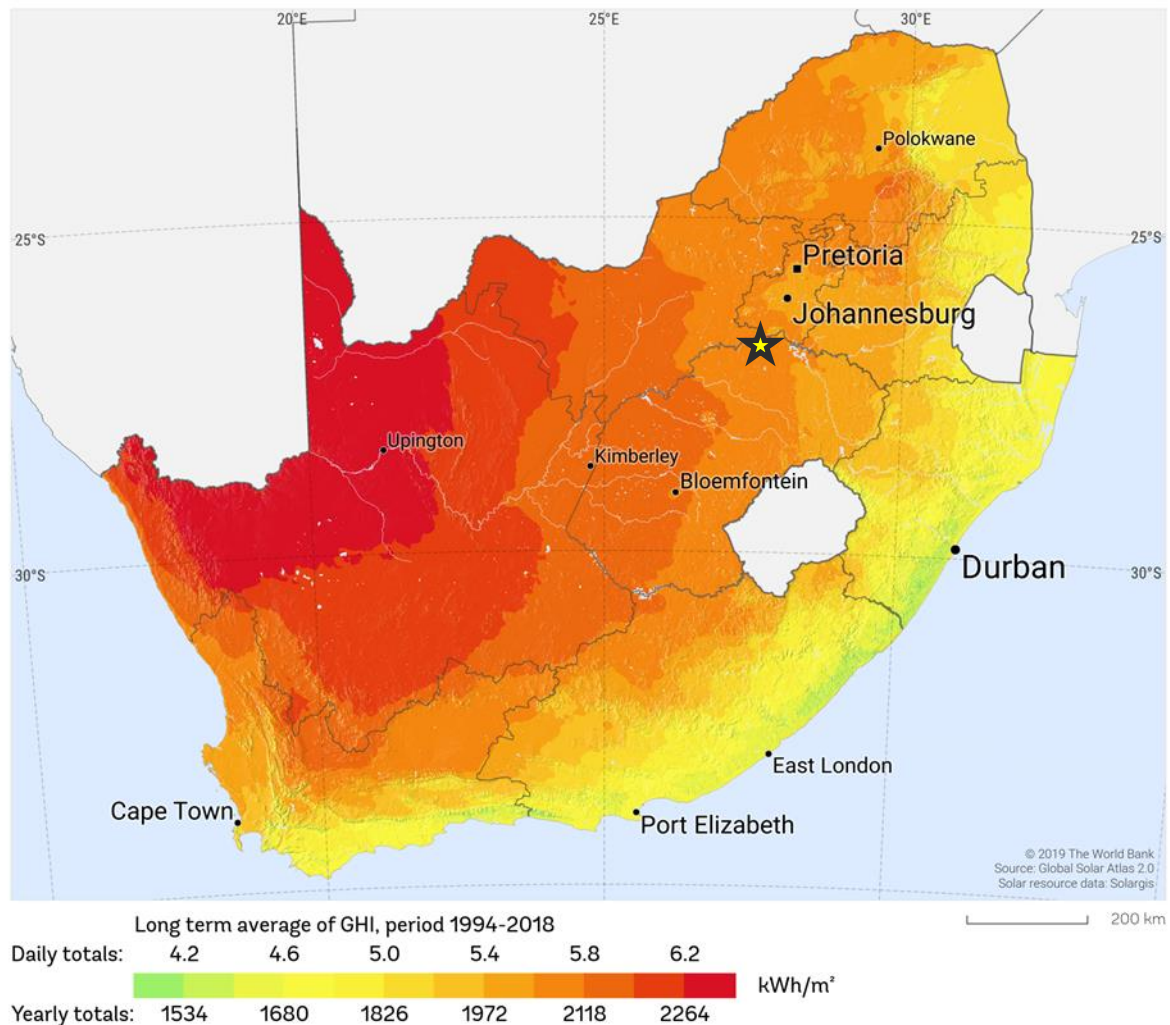 20°E 25°E 30°E
Polokwane
25°S 25°S
Pretoria
Johannesburg
Upington
Kimberley
Bloemfontein
Durban
30°S 30°S
East London
Cape Town
Port Elizabeth
© 2019 The World Bank
Source: Global Solar Atlas 2.0
Solar resource data: Solargis
200 km
Long term average of GHI, period 1994-2018
Daily totals: 4.2 4.6 5.0 5.4 5.8 6.2
kWh/m²
Yearly totals: 1534 1680 1826 1972 2118 2264